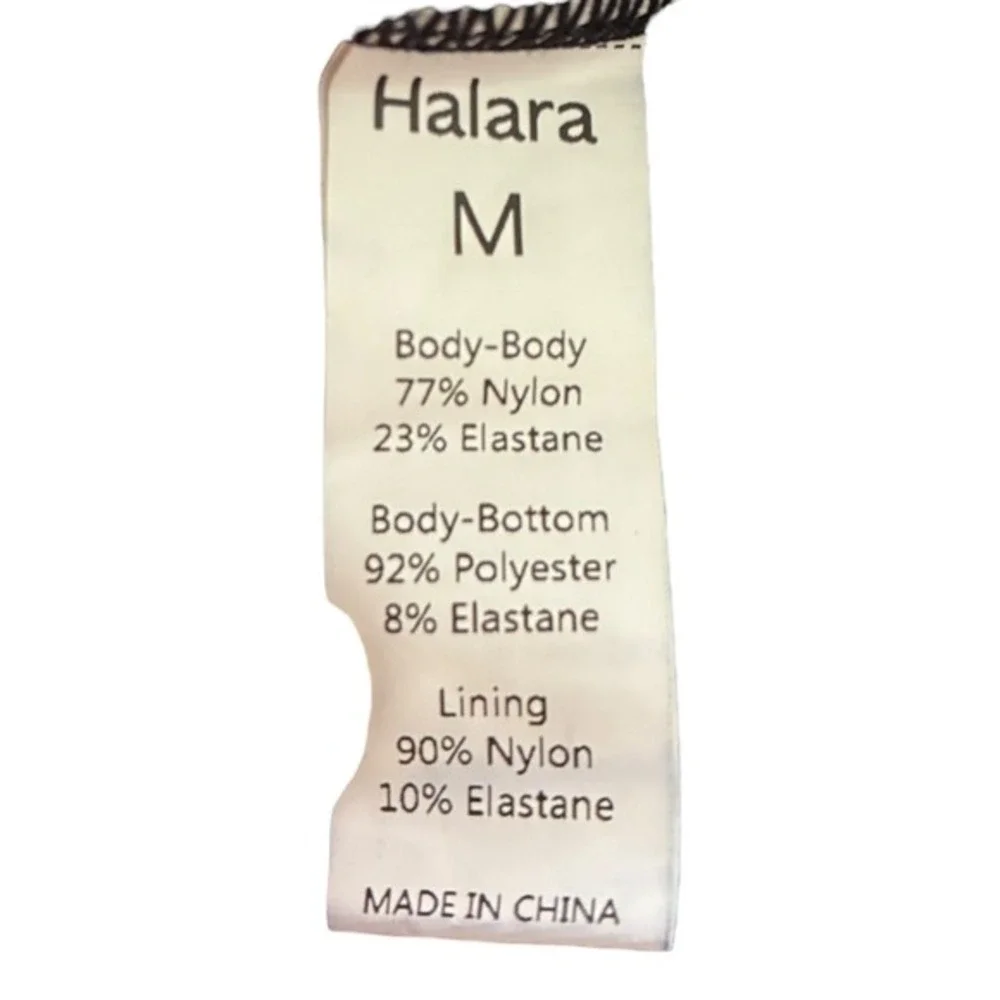 Halara
M
Body-Body
77% Nylon
23% Elastane
Body-Bottom
92% Polyester
8% Elastane
Lining
90% Nylon
10% Elastane
MADE IN CHINA